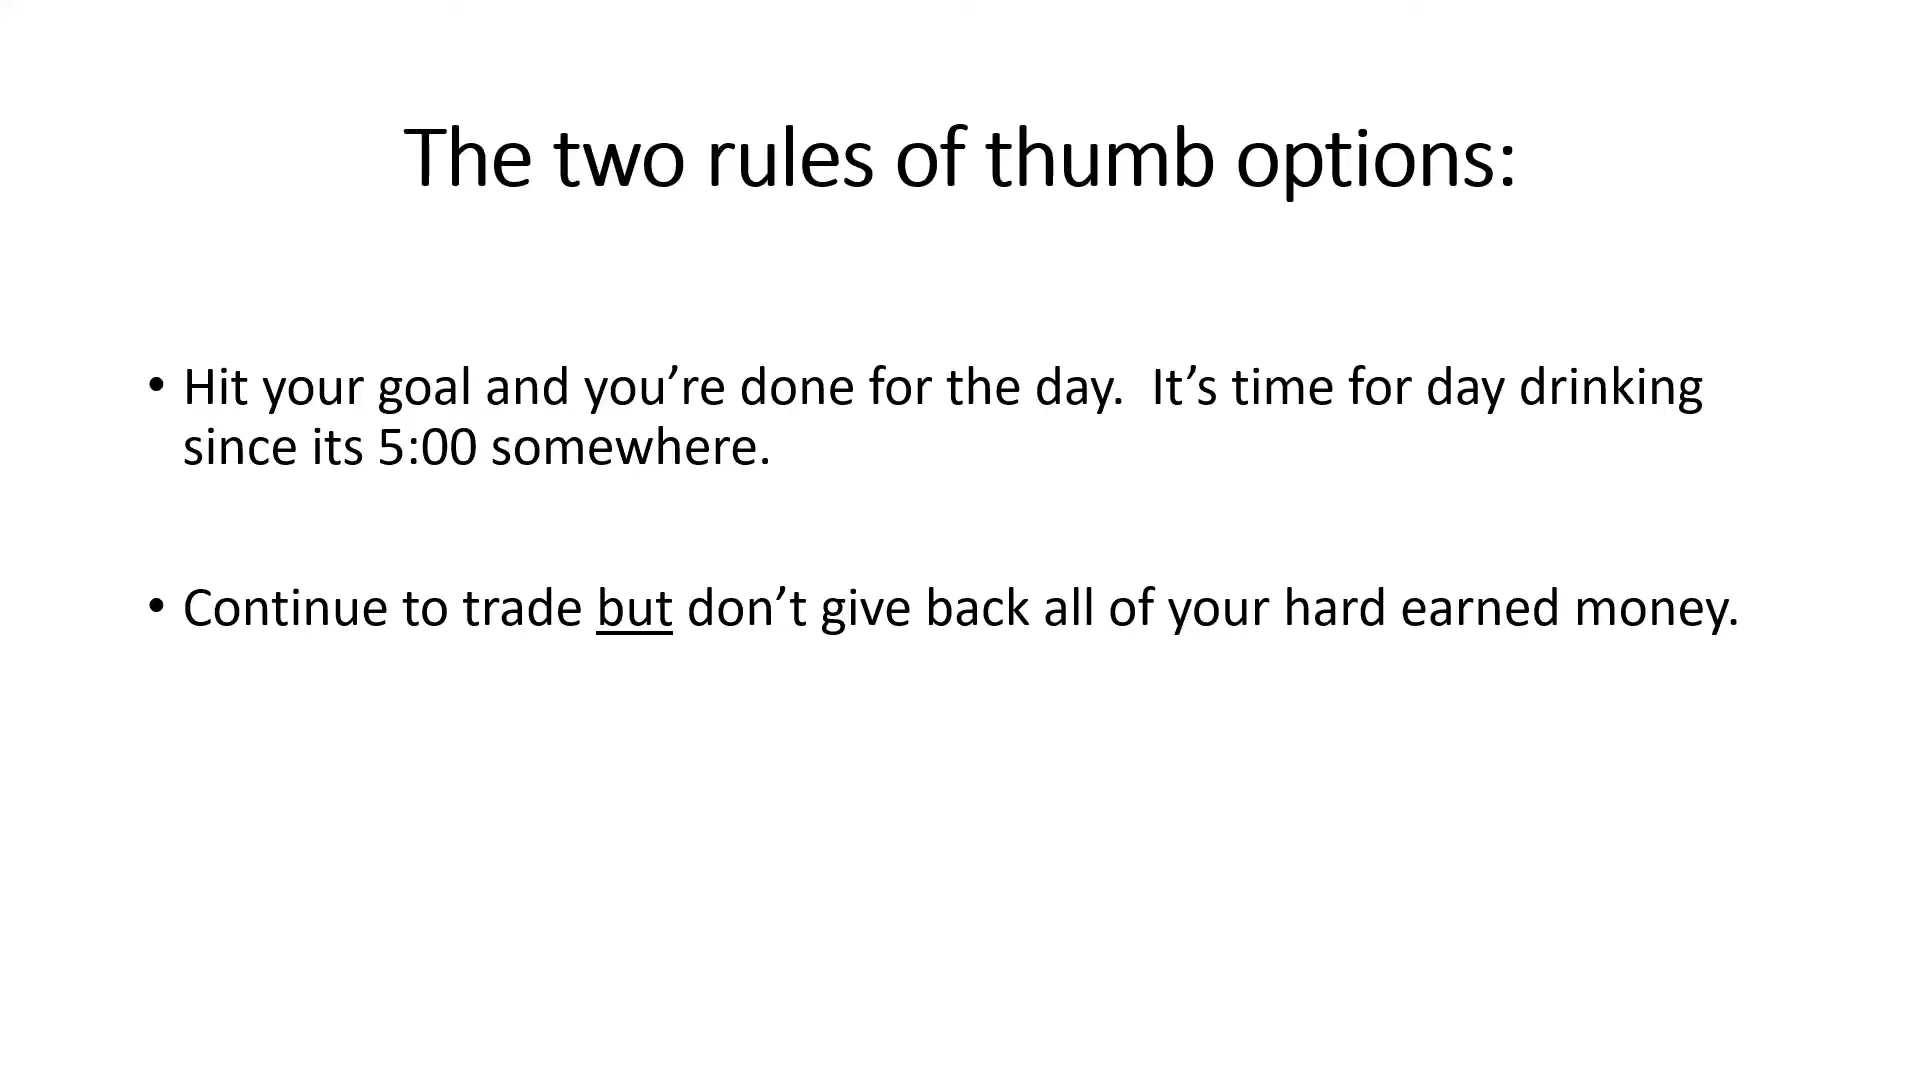 The two rules of thumb options:
• Hit your goal and you’re done for the day.  It’s time for day drinking
since its 5:00 somewhere.
• Continue to trade but don’t give back all of your hard earned money.